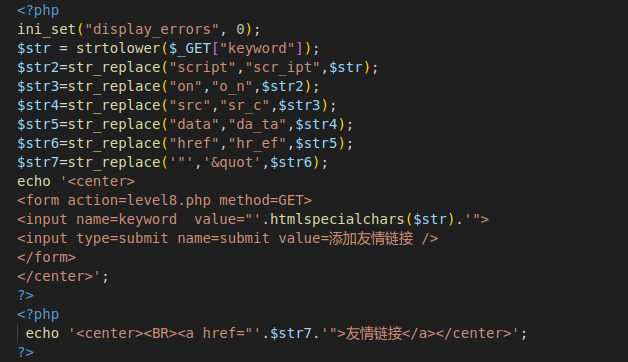 <?php
ini_set("display_errors", 0);
$str = strtolower($_GET["keyword"]);
$str2=str_replace("script","scr_ipt",$str);
$str3=str_replace("on","o_n",$str2);
$str4=str_replace("src","sr_c",$str3);
$str5=str_replace("data","da_ta",$str4);
$str6=str_replace("href","hr_ef",$str5);
$str7=str_replace('"','&quot',$str6);
echo '<center>
<form action=level8.php method=GET>
<input name=keyword  value="'.htmlspecialchars($str).'">
<input type=submit name=submit value=添加友情链接 />
</form>
</center>';
?>
<?php
 echo '<center><BR><a href="'.$str7.'">友情链接</a></center>';
?>